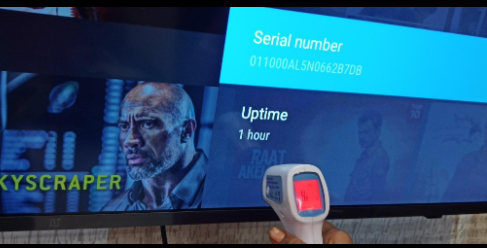 Serial number
011000AL5N0662B7DB
Uptime
1 hour
RAAT
KYSCRAPER